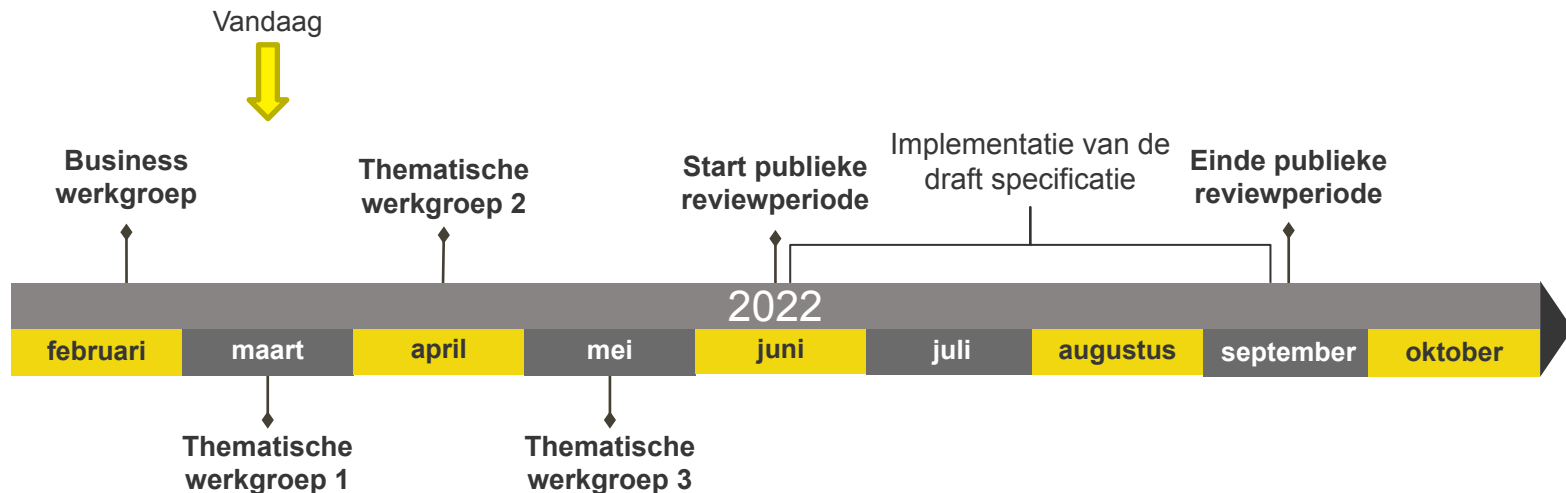 Vandaag
Business
werkgroep
Thematische
werkgroep 2
Start publieke
reviewperiode
Implementatie van de
draft specificatie
Einde publieke
reviewperiode
2022
februari
maart
april
mei
juni
juli
augustus
september
oktober
Thematische
werkgroep 1
Thematische
werkgroep 3